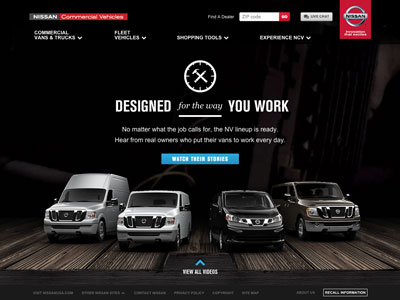 NISSAN Commercial Vehicles
Find A Dealer ZIP code GO LIVE CHAT
NISSAN
Innovation
that excites
COMMERCIAL
VANS & TRUCKS
FLEET
VEHICLES
SHOPPING TOOLS
EXPERIENCE NCV
DESIGNED for the way YOU WORK
No matter what the job calls for, the NV lineup is ready.
Hear from real owners who put their vans to work every day.
WATCH THEIR STORIES
VIEW ALL VIDEOS
VISIT NISSANUSA.COM OTHER NISSAN SITES CONTACT NISSAN PRIVACY POLICY COPYRIGHT SITE MAP ABOUT US RECALL INFORMATION